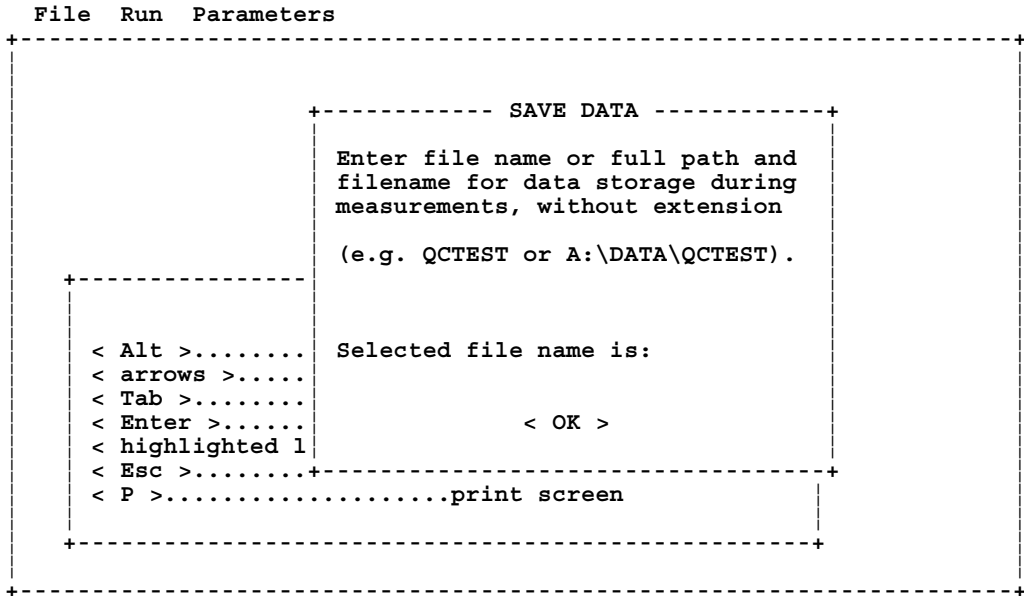 File  Run  Parameters
SAVE DATA
Enter file name or full path and
filename for data storage during
measurements, without extension
(e.g. QCTEST or A:\DATA\QCTEST).
Selected file name is:
< OK >
< Alt >........
< arrows >.....
< Tab >........
< Enter >......
< highlighted l
< Esc >........
< P >....................print screen